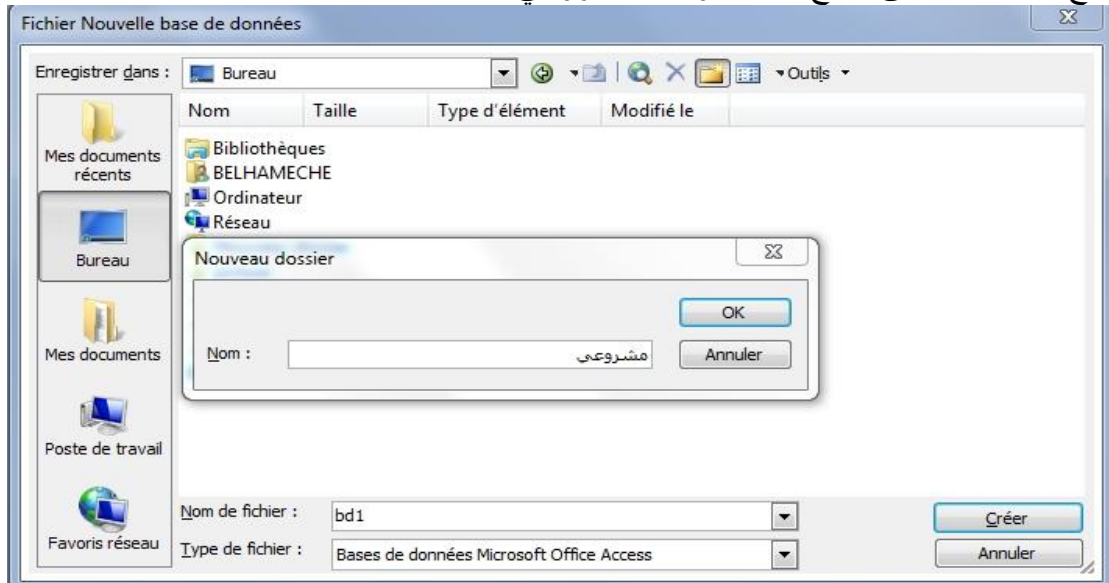 Fichier Nouvelle base de données
Enregistrer dans :
Bureau
Outils
Nom Taille Type d'élément Modifié le
Mes documents récents
Bureau
Mes documents
Poste de travail
Favoris réseau
Bibliothèques
BELHAMECHE
Ordinateur
Réseau
Nouveau dossier
OK
Nom :
مشروعي
Annuler
Nom de fichier :
bd1
Créer
Type de fichier :
Bases de données Microsoft Office Access
Annuler